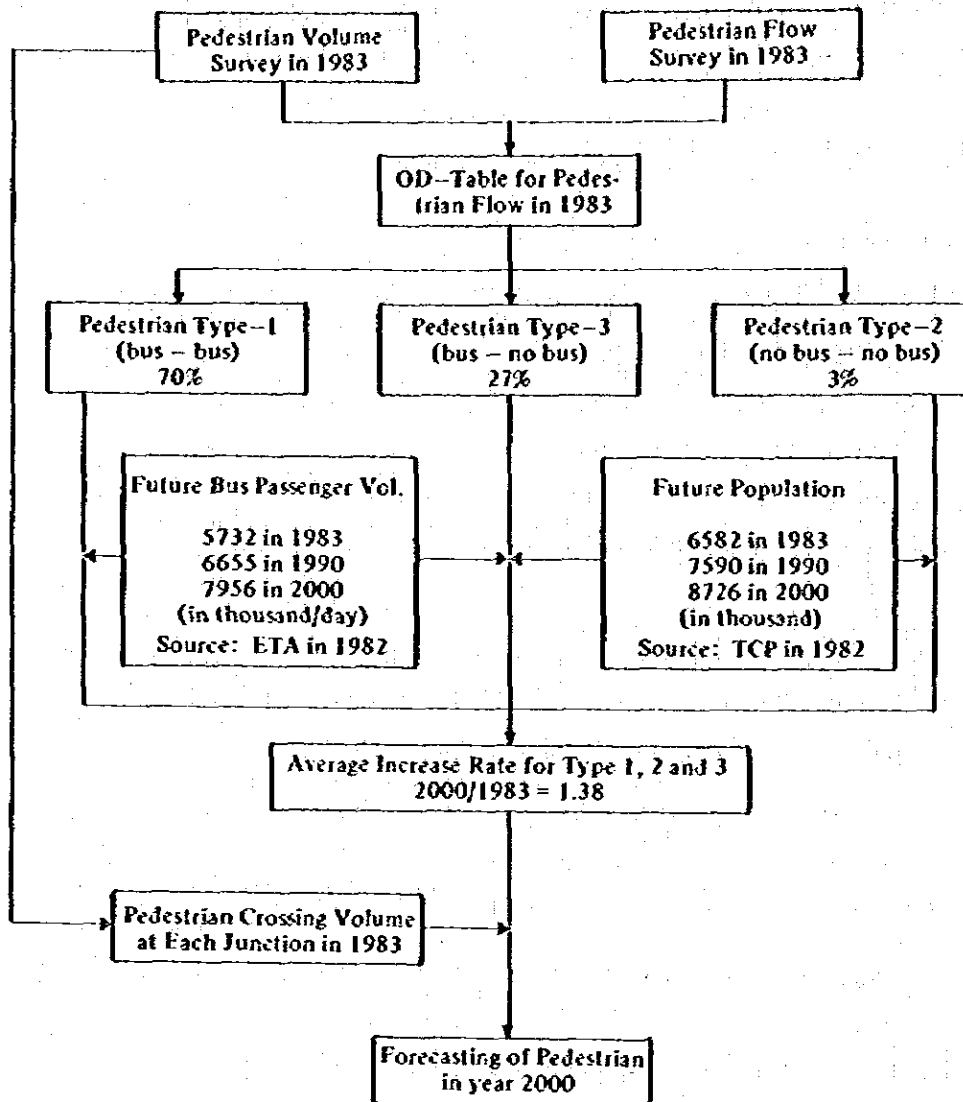 Pedestrian Volume
Survey in 1983
Pedestrian Flow
Survey in 1983
OD-Table for Pedes-
trian Flow in 1983
Pedestrian Type-1
(bus - bus)
70%
Pedestrian Type-3
(bus - no bus)
27%
Pedestrian Type-2
(no bus - no bus)
3%
Future Bus Passenger Vol.
5732 in 1983
6655 in 1990
7956 in 2000
(in thousand/day)
Source: ETA in 1982
Future Population
6582 in 1983
7590 in 1990
8726 in 2000
(in thousand)
Source: TCP in 1982
Average Increase Rate for Type 1, 2 and 3
2000/1983 = 1.38
Pedestrian Crossing Volume
at Each Junction in 1983
Forecasting of Pedestrian
in year 2000